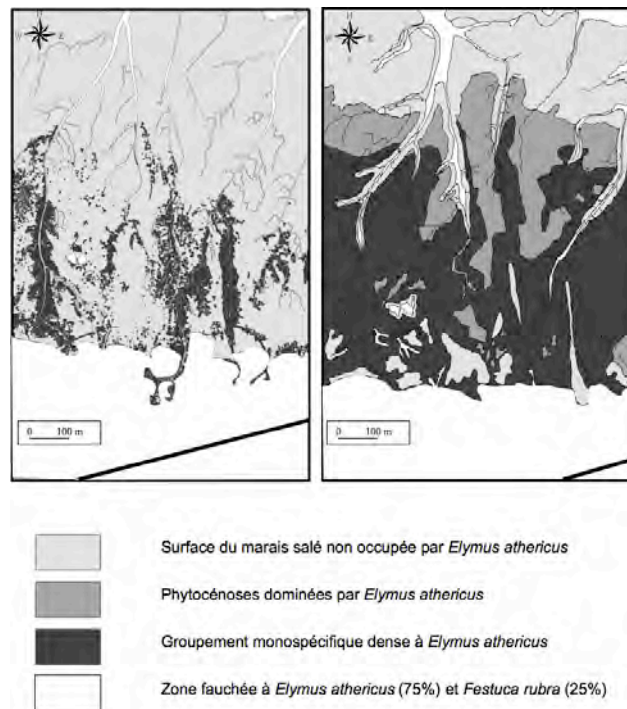 N
W E
S
N
W E
S
0 100 m
0 100 m
Surface du marais salé non occupée par Elymus athericus
Phytocénoses dominées par Elymus athericus
Groupement monospécifique dense à Elymus athericus
Zone fauchée à Elymus athericus (75%) et Festuca rubra (25%)